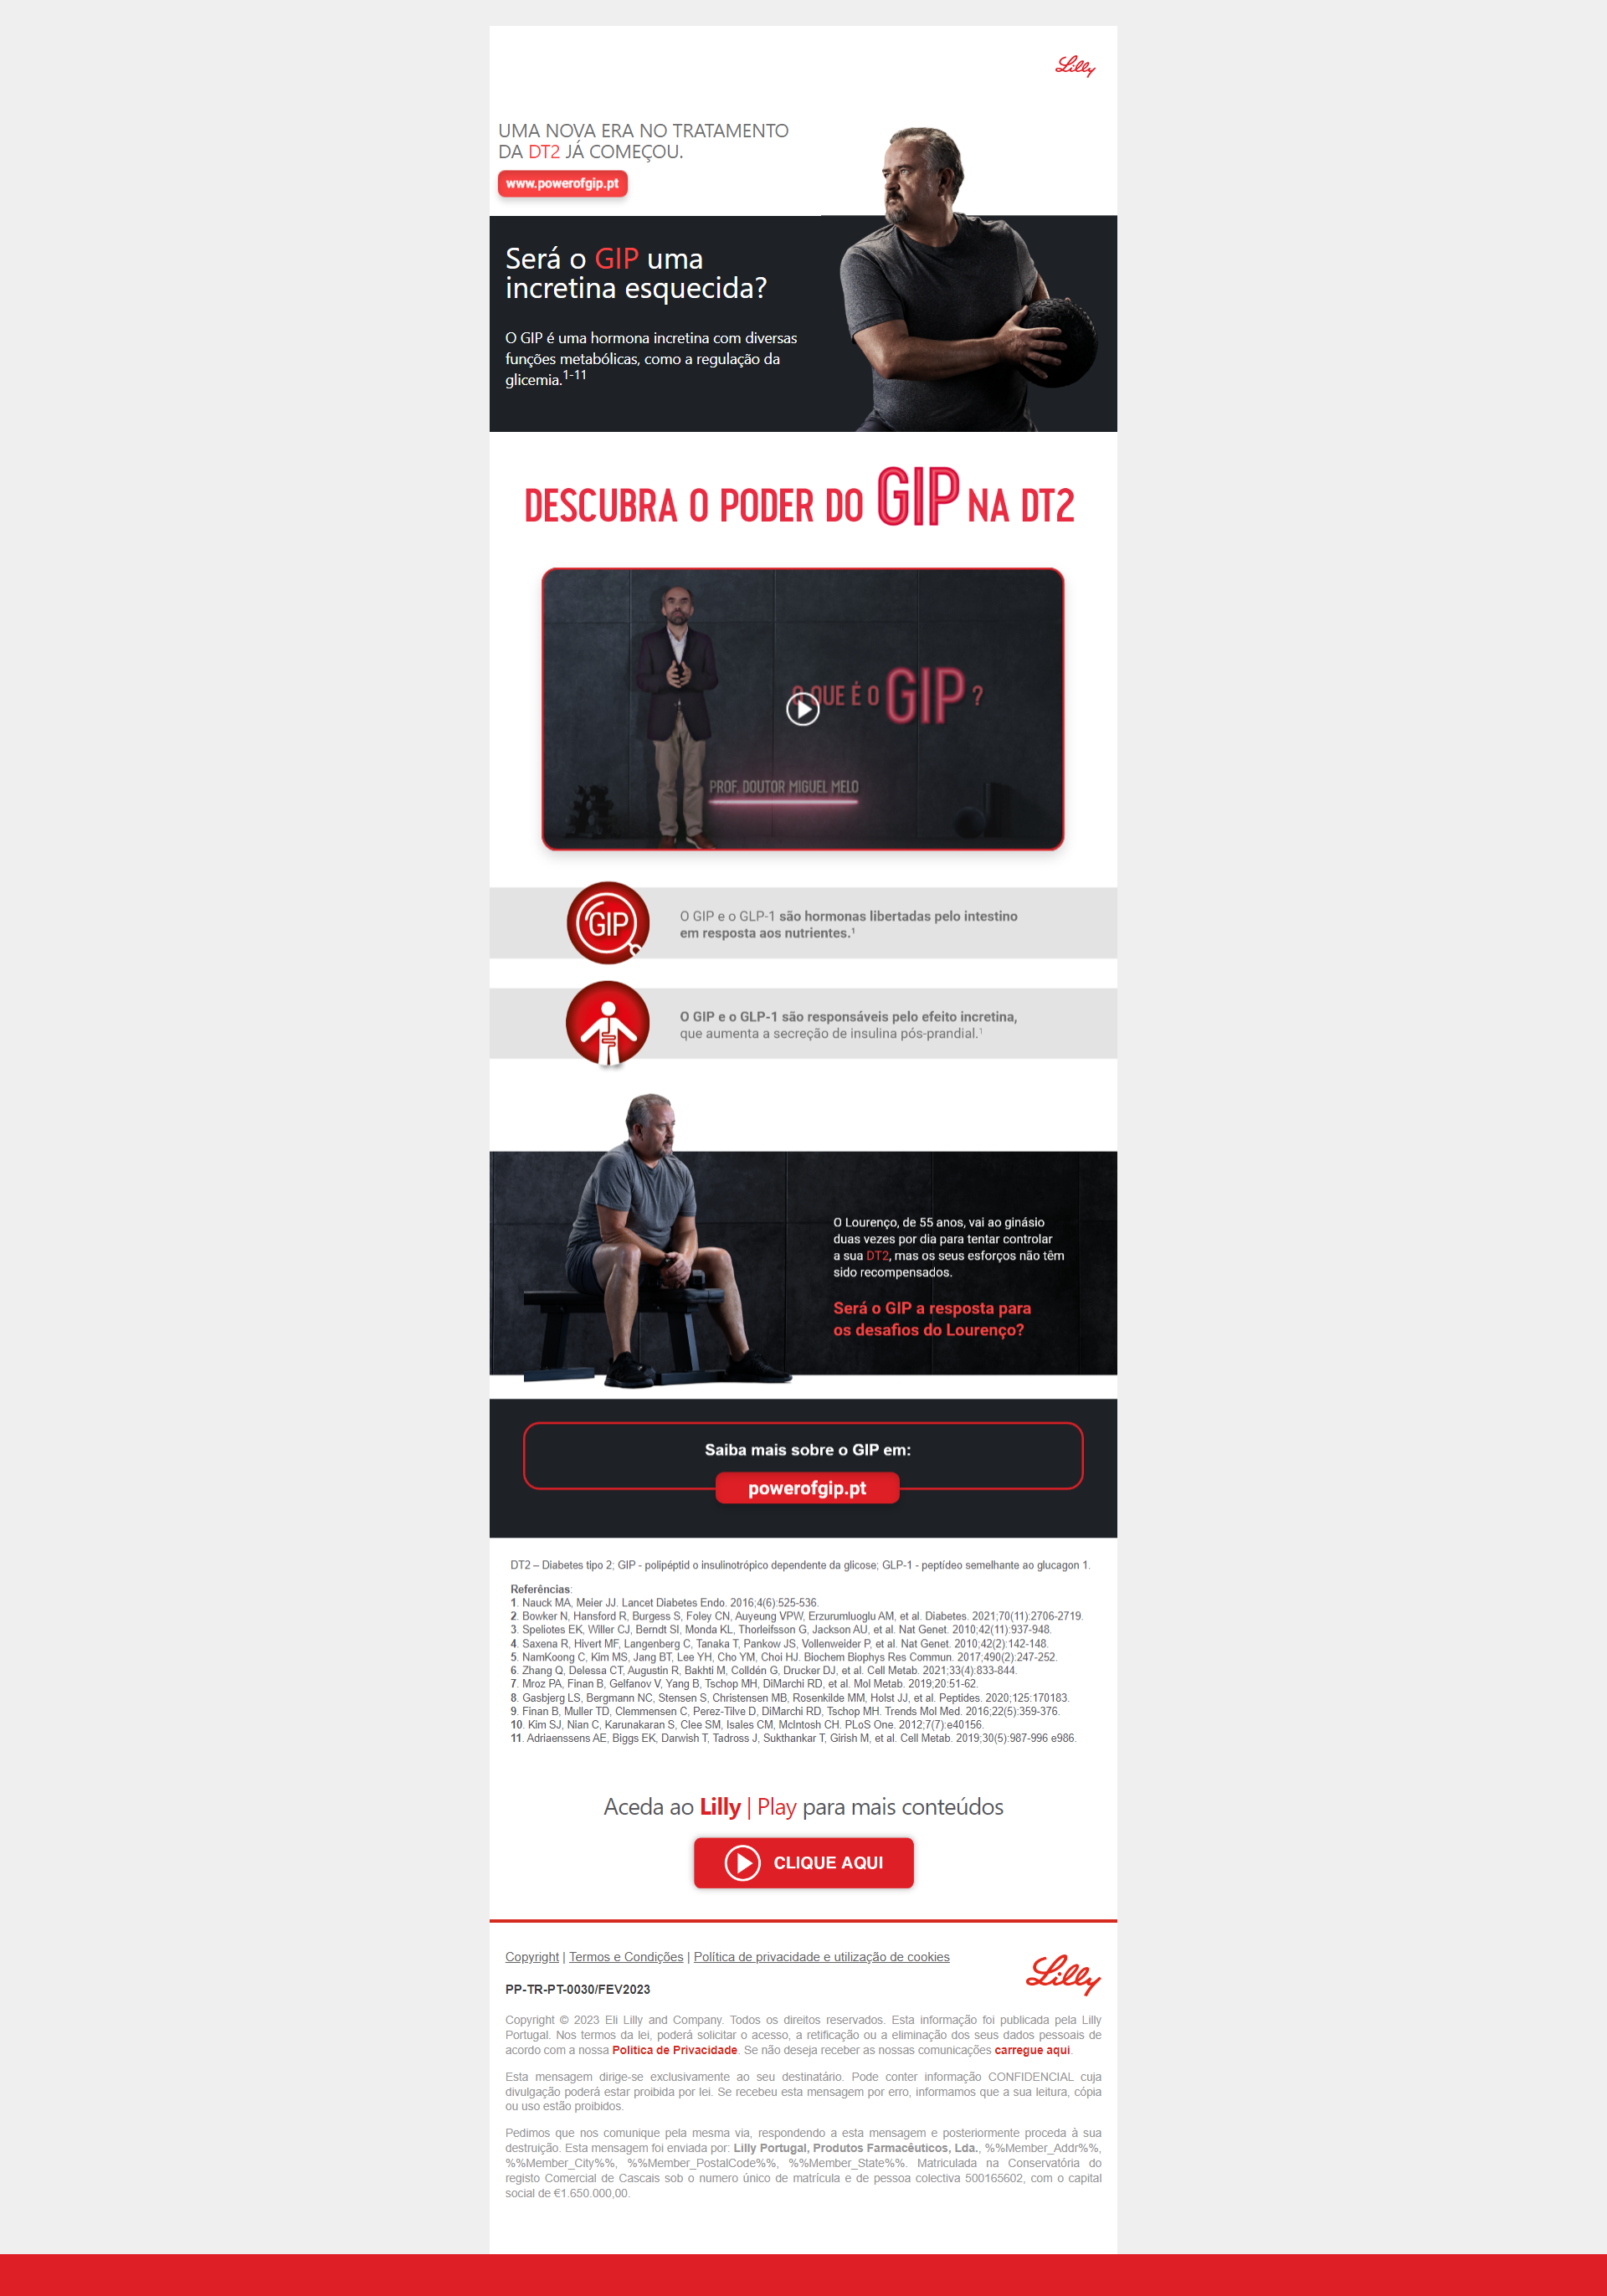 Lilly
UMA NOVA ERA NO TRATAMENTO
DA DT2 JÁ COMEÇOU.
www.powerofgip.pt
Será o GIP uma
incretina esquecida?
O GIP é uma hormona incretina com diversas
funções metabólicas, como a regulação da
glicemia.1-11
DESCUBRA O PODER DO GIP NA DT2
O QUE É O GIP ?
PROF. DOUTOR MIGUEL MELO
GIP
O GIP e o GLP-1 são hormonas libertadas pelo intestino
em resposta aos nutrientes.1
O GIP e o GLP-1 são responsáveis pelo efeito incretina,
que aumenta a secreção de insulina pós-prandial.1
O Lourenço, de 55 anos, vai ao ginásio
duas vezes por dia para tentar controlar
a sua DT2, mas os seus esforços não têm
sido recompensados.
Será o GIP a resposta para
os desafios do Lourenço?
Saiba mais sobre o GIP em:
powerofgip.pt
DT2 – Diabetes tipo 2; GIP - polipéptid o insulinotrópico dependente da glicose; GLP-1 - peptídeo semelhante ao glucagon 1.
Referências:
1. Nauck MA, Meier JJ. Lancet Diabetes Endo. 2016;4(6):525-536.
2. Bowker N, Hansford R, Burgess S, Foley CN, Auyeung VPW, Erzurumluoglu AM, et al. Diabetes. 2021;70(11):2706-2719.
3. Speliotes EK, Willer CJ, Berndt SI, Monda KL, Thorleifsson G, Jackson AU, et al. Nat Genet. 2010;42(11):937-948.
4. Saxena R, Hivert MF, Langenberg C, Tanaka T, Pankow JS, Vollenweider P, et al. Nat Genet. 2010;42(2):142-148.
5. NamKoong C, Kim MS, Jang BT, Lee YH, Cho YM, Choi HJ. Biochem Biophys Res Commun. 2017;490(2):247-252.
6. Zhang Q, Delessa CT, Augustin R, Bakhti M, Colldén G, Drucker DJ, et al. Cell Metab. 2021;33(4):833-844.
7. Mroz PA, Finan B, Gelfanov V, Yang B, Tschop MH, DiMarchi RD, et al. Mol Metab. 2019;20:51-62.
8. Gasbjerg LS, Bergmann NC, Stensen S, Christensen MB, Rosenkilde MM, Holst JJ, et al. Peptides. 2020;125:170183.
9. Finan B, Muller TD, Clemmensen C, Perez-Tilve D, DiMarchi RD, Tschop MH. Trends Mol Med. 2016;22(5):359-376.
10. Kim SJ, Nian C, Karunakaran S, Clee SM, Isales CM, McIntosh CH. PLoS One. 2012;7(7):e40156.
11. Adriaenssens AE, Biggs EK, Darwish T, Tadross J, Sukthankar T, Girish M, et al. Cell Metab. 2019;30(5):987-996 e986.
Aceda ao Lilly | Play para mais conteúdos
CLIQUE AQUI
Copyright | Termos e Condições | Política de privacidade e utilização de cookies
Lilly
PP-TR-PT-0030/FEV2023
Copyright © 2023 Eli Lilly and Company. Todos os direitos reservados. Esta informação foi publicada pela Lilly
Portugal. Nos termos da lei, poderá solicitar o acesso, a retificação ou a eliminação dos seus dados pessoais de
acordo com a nossa Politica de Privacidade. Se não deseja receber as nossas comunicações carregue aqui.
Esta mensagem dirige-se exclusivamente ao seu destinatário. Pode conter informação CONFIDENCIAL cuja
divulgação poderá estar proibida por lei. Se recebeu esta mensagem por erro, informamos que a sua leitura, cópia
ou uso estão proibidos.
Pedimos que nos comunique pela mesma via, respondendo a esta mensagem e posteriormente proceda à sua
destruição. Esta mensagem foi enviada por: Lilly Portugal, Produtos Farmacêuticos, Lda., %%Member_Addr%%,
%%Member_City%%, %%Member_PostalCode%%, %%Member_State%%. Matriculada na Conservatória do
registo Comercial de Cascais sob o numero único de matrícula e de pessoa colectiva 500165602, com o capital
social de €1.650.000,00.